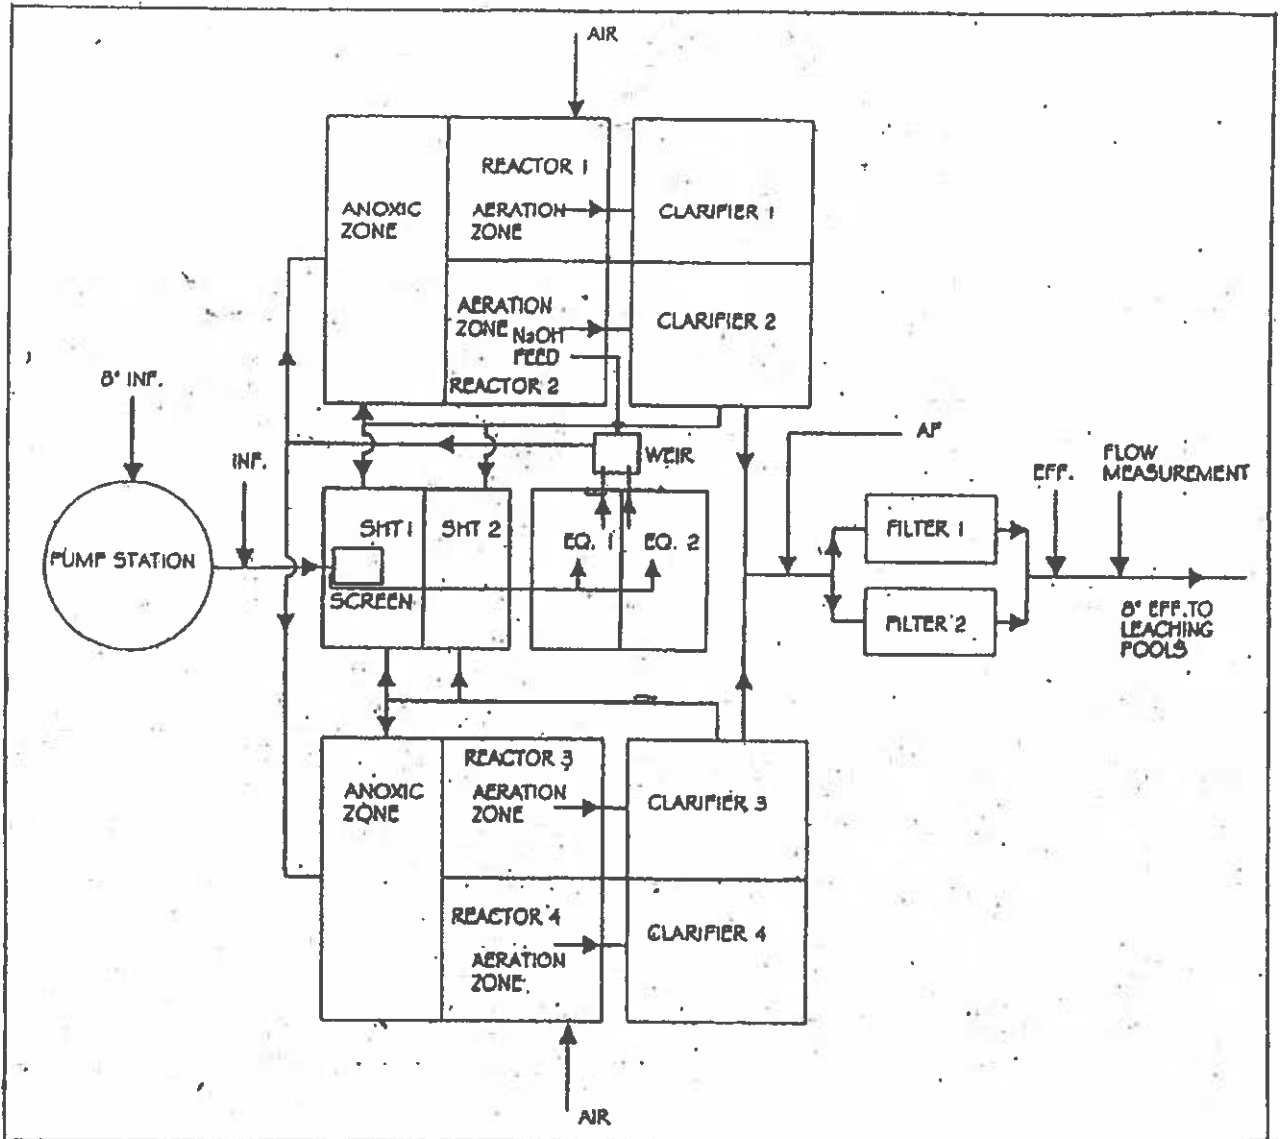 AIR
REACTOR 1
ANOXIC
ZONE
AERATION
ZONE
CLARIFIER 1
AERATION
ZONE
NaOH
FEED
REACTOR 2
CLARIFIER 2
8" INF.
INF.
PUMP STATION
SHT 1
SHT 2
SCREEN
WEIR
EQ. 1
EQ. 2
AF
FILTER 1
FILTER 2
EFF.
FLOW
MEASUREMENT
8" EFF. TO
LEACHING
POOLS
ANOXIC
ZONE
REACTOR 3
AERATION
ZONE
CLARIFIER 3
REACTOR 4
AERATION
ZONE
CLARIFIER 4
AIR